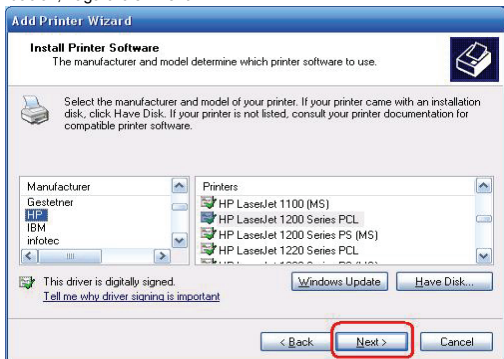 Add Printer Wizard
Install Printer Software
The manufacturer and model determine which printer software to use.
Select the manufacturer and model of your printer. If your printer came with an installation
disk, click Have Disk. If your printer is not listed, consult your printer documentation for
compatible printer software.
Manufacturer
Gestetner
HP
IBM
infotec
Printers
HP LaserJet 1100 (MS)
HP LaserJet 1200 Series PCL
HP LaserJet 1200 Series PS (MS)
HP LaserJet 1220 Series PCL
This driver is digitally signed.
Tell me why driver signing is important
Windows Update
Have Disk...
< Back
Next >
Cancel